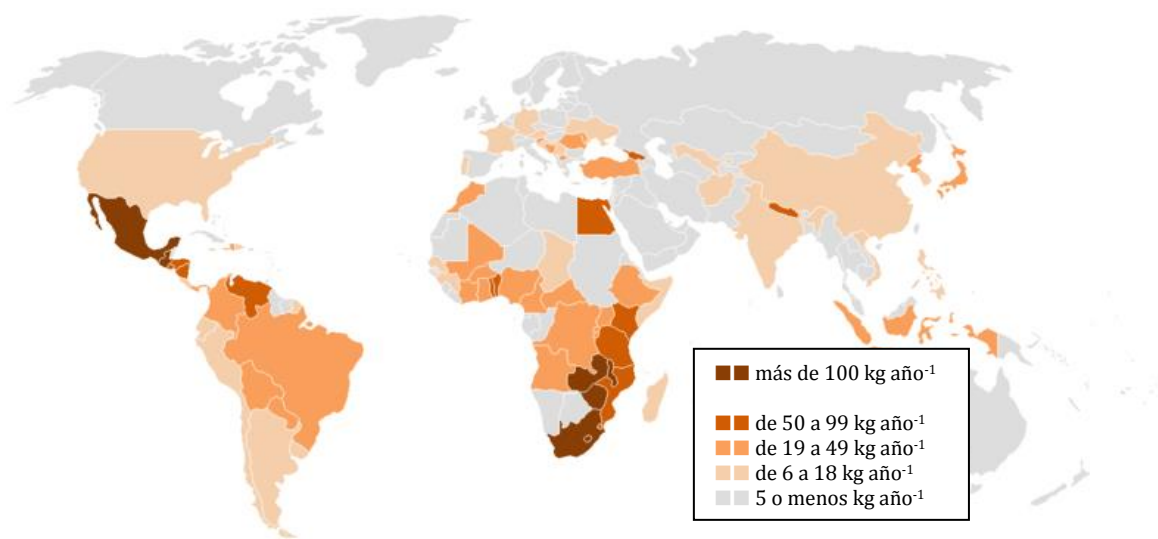 más de 100 kg año⁻¹
de 50 a 99 kg año⁻¹
de 19 a 49 kg año⁻¹
de 6 a 18 kg año⁻¹
5 o menos kg año⁻¹